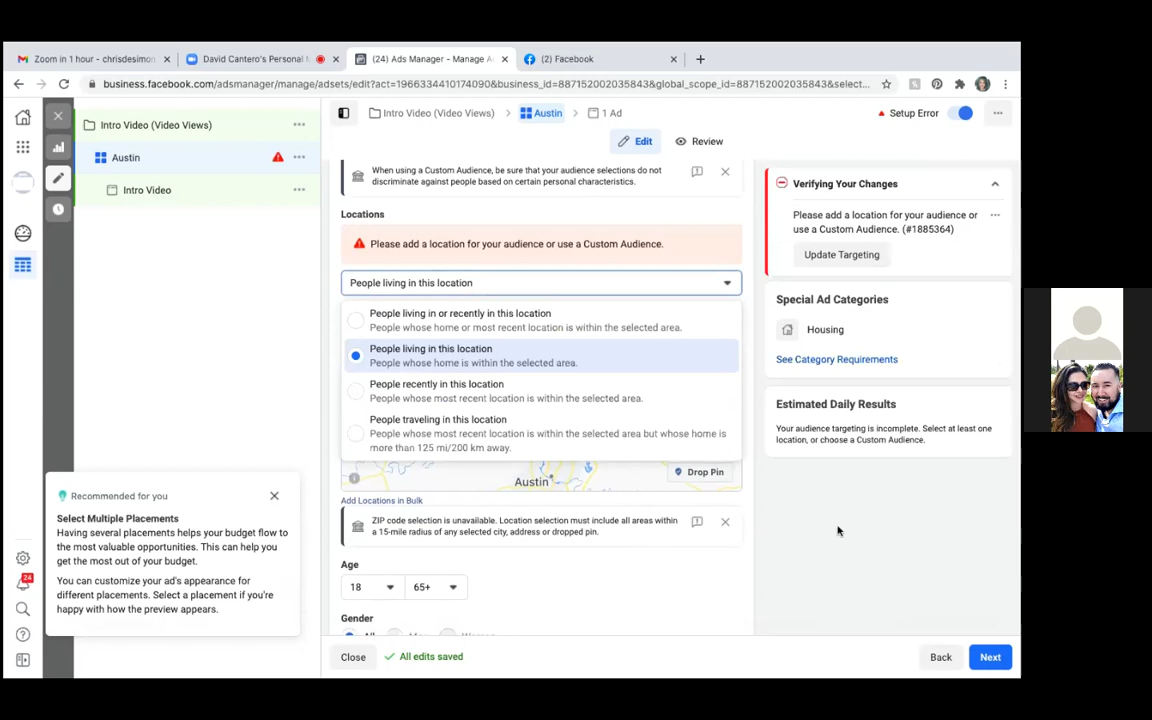 Zoom in 1 hour - chrisdesimon
David Cantero's Personal
(24) Ads Manager - Manage A
(2) Facebook
business.facebook.com/adsmanager/manage/adsets/edit?act=1966334410174090&business_id=887152002035843&global_scope_id=887152002035843&select...
Intro Video (Video Views)
Austin
Intro Video
Intro Video (Video Views)
Austin
1 Ad
Setup Error
Edit
Review
When using a Custom Audience, be sure that your audience selections do not
discriminate against people based on certain personal characteristics.
Locations
Please add a location for your audience or use a Custom Audience.
People living in this location
People living in or recently in this location
People whose home or most recent location is within the selected area.
People living in this location
People whose home is within the selected area.
People recently in this location
People whose most recent location is within the selected area.
People traveling in this location
People whose most recent location is within the selected area but whose home is
more than 125 mi/200 km away.
Austin
Drop Pin
Add Locations in Bulk
ZIP code selection is unavailable. Location selection must include all areas within
a 15-mile radius of any selected city, address or dropped pin.
Age
18
65+
Gender
Close
All edits saved
Back
Next
Verifying Your Changes
Please add a location for your audience or
use a Custom Audience. (#1885364)
Update Targeting
Special Ad Categories
Housing
See Category Requirements
Estimated Daily Results
Your audience targeting is incomplete. Select at least one
location, or choose a Custom Audience.
Recommended for you
Select Multiple Placements
Having several placements helps your budget flow to
the most valuable opportunities. This can help you
get the most out of your budget.
You can customize your ad's appearance for
different placements. Select a placement if you're
happy with how the preview appears.
24